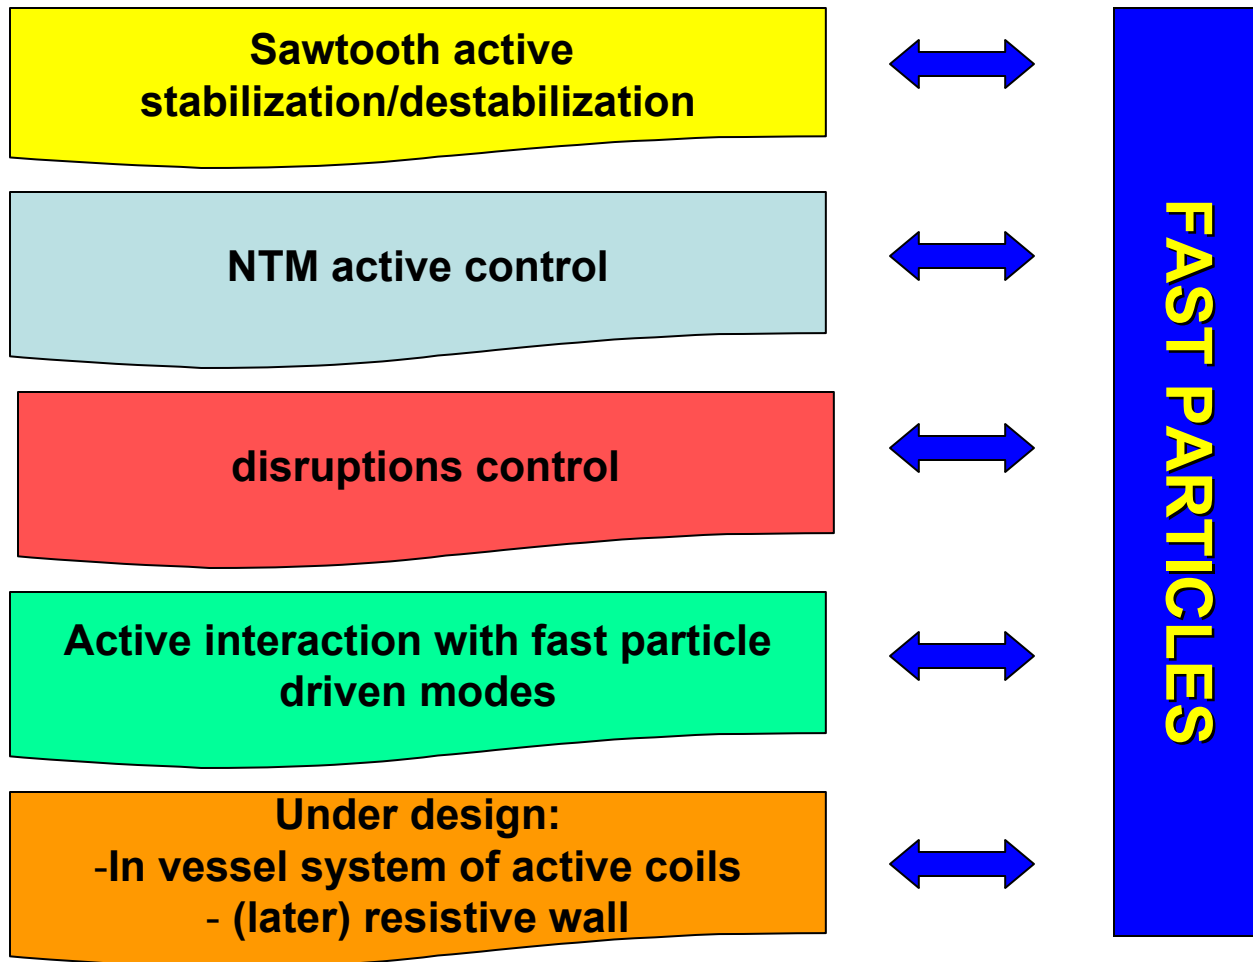 Sawtooth active
stabilization/destabilization
NTM active control
disruptions control
Active interaction with fast particle
driven modes
Under design:
-In vessel system of active coils
- (later) resistive wall
FAST PARTICLES